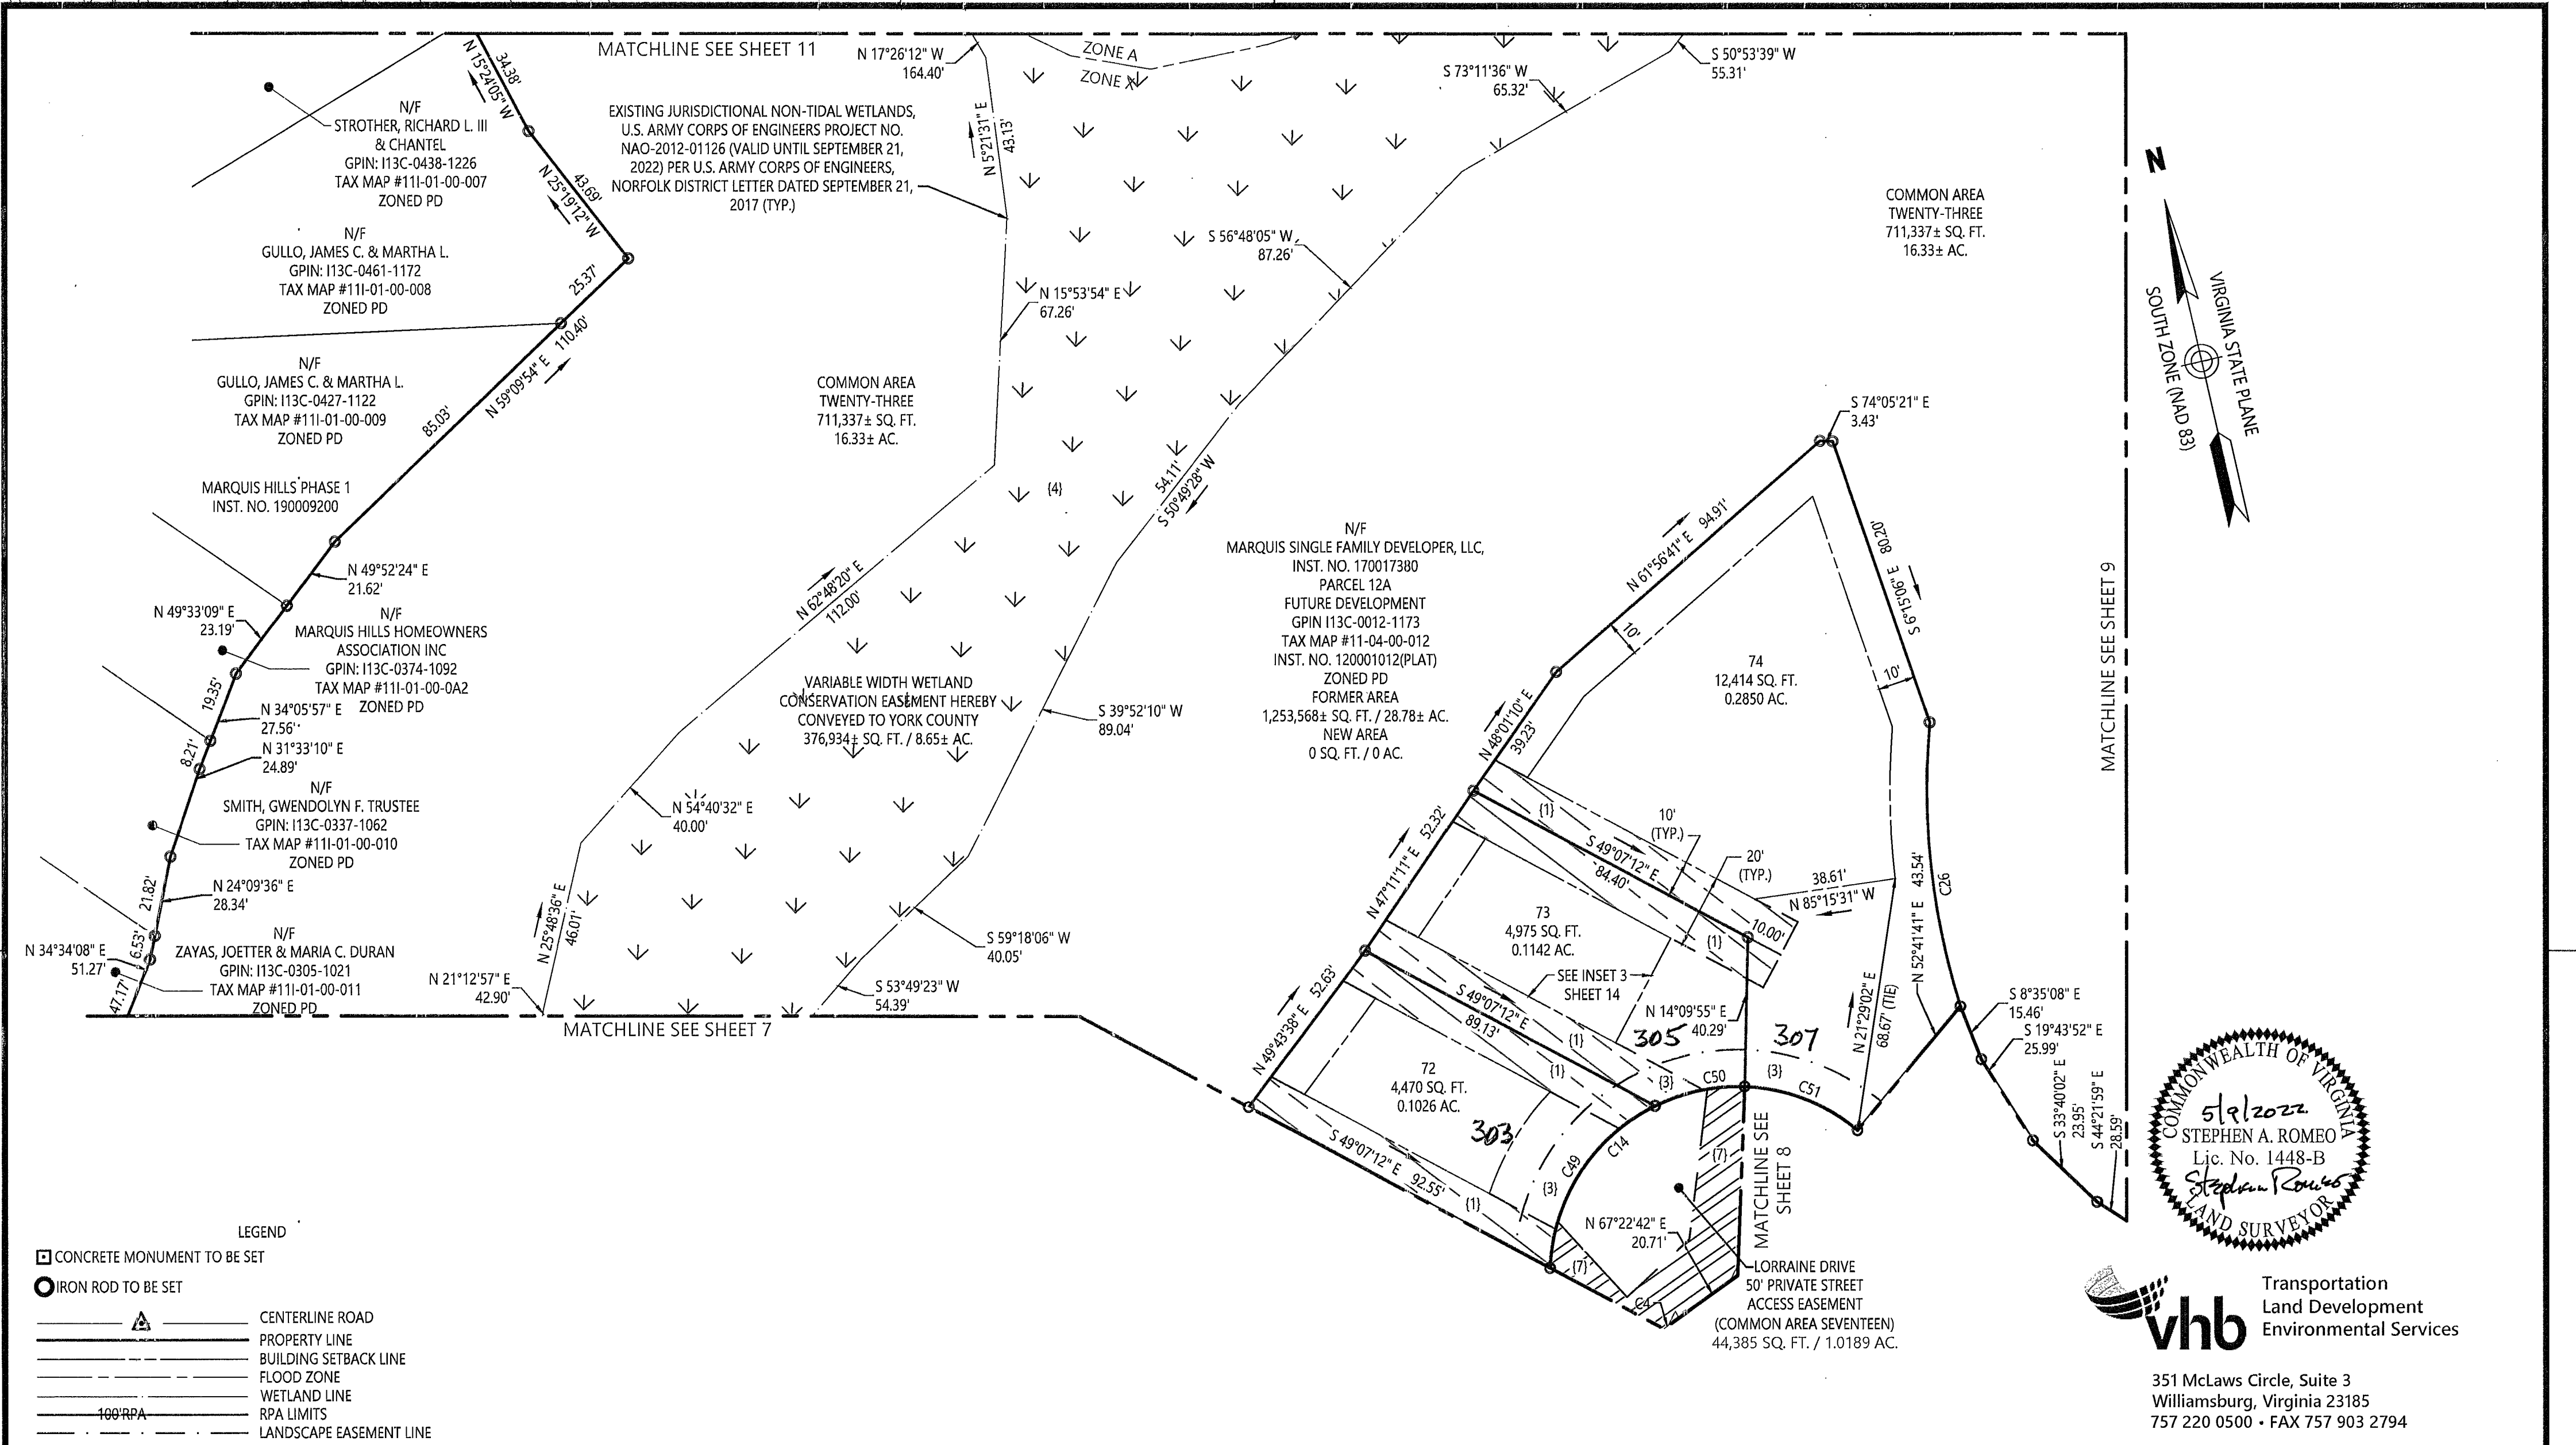 MATCHLINE SEE SHEET 11
N 15°24'05" W
34.38'
N 25°19'12" W
43.69'
N/F
STROTHER, RICHARD L. III
& CHANTEL
GPIN: I13C-0438-1226
TAX MAP #11I-01-00-007
ZONED PD
N/F
GULLO, JAMES C. & MARTHA L.
GPIN: I13C-0461-1172
TAX MAP #11I-01-00-008
ZONED PD
25.37'
110.40'
N 59°09'54" E
85.03'
N/F
GULLO, JAMES C. & MARTHA L.
GPIN: I13C-0427-1122
TAX MAP #11I-01-00-009
ZONED PD
MARQUIS HILLS PHASE 1
INST. NO. 190009200
N 49°52'24" E
21.62'
N 49°33'09" E
23.19'
N/F
MARQUIS HILLS HOMEOWNERS
ASSOCIATION INC
GPIN: I13C-0374-1092
TAX MAP #11I-01-00-0A2
ZONED PD
19.35'
N 34°05'57" E
27.56'
8.21'
N 31°33'10" E
24.89'
N/F
SMITH, GWENDOLYN F. TRUSTEE
GPIN: I13C-0337-1062
TAX MAP #11I-01-00-010
ZONED PD
21.82'
N 24°09'36" E
28.34'
6.53'
N 34°34'08" E
51.27'
47.17'
N/F
ZAYAS, JOETTER & MARIA C. DURAN
GPIN: I13C-0305-1021
TAX MAP #11I-01-00-011
ZONED PD
MATCHLINE SEE SHEET 7
EXISTING JURISDICTIONAL NON-TIDAL WETLANDS,
U.S. ARMY CORPS OF ENGINEERS PROJECT NO.
NAO-2012-01126 (VALID UNTIL SEPTEMBER 21,
2022) PER U.S. ARMY CORPS OF ENGINEERS,
NORFOLK DISTRICT LETTER DATED SEPTEMBER 21,
2017 (TYP.)
N 17°26'12" W
164.40'
ZONE A
ZONE X
N 5°21'31" E
43.13'
N 15°53'54" E
67.26'
S 73°11'36" W
65.32'
S 50°53'39" W
55.31'
S 56°48'05" W
87.26'
COMMON AREA
TWENTY-THREE
711,337± SQ. FT.
16.33± AC.
COMMON AREA
TWENTY-THREE
711,337± SQ. FT.
16.33± AC.
{4}
54.11'
S 50°49'28" W
N 62°48'20" E
112.00'
VARIABLE WIDTH WETLAND
CONSERVATION EASEMENT HEREBY
CONVEYED TO YORK COUNTY
376,934± SQ. FT. / 8.65± AC.
S 39°52'10" W
89.04'
N 54°40'32" E
40.00'
N 25°48'36" E
46.01'
N 21°12'57" E
42.90'
S 59°18'06" W
40.05'
S 53°49'23" W
54.39'
N/F
MARQUIS SINGLE FAMILY DEVELOPER, LLC,
INST. NO. 170017380
PARCEL 12A
FUTURE DEVELOPMENT
GPIN I13C-0012-1173
TAX MAP #11-04-00-012
INST. NO. 120001012(PLAT)
ZONED PD
FORMER AREA
1,253,568± SQ. FT. / 28.78± AC.
NEW AREA
0 SQ. FT. / 0 AC.
S 74°05'21" E
3.43'
N 61°56'41" E 94.91'
80.20'
S 6°15'06" E
10'
10'
74
12,414 SQ. FT.
0.2850 AC.
N 48°01'10" E
39.23'
{1}
10'
(TYP.)
20'
(TYP.)
S 49°07'12" E
84.40'
38.61'
N 85°15'31" W
10.00'
{1}
N 47°11'11" E 52.32'
73
4,975 SQ. FT.
0.1142 AC.
SEE INSET 3
SHEET 14
N 14°09'55" E
40.29'
N 21°29'02" E
68.67' (TIE)
N 52°41'41" E 43.54'
C26
S 49°07'12" E
89.13'
{1}
{1}
N 49°43'38" E 52.63'
305
307
{3}
C50
{3}
C51
72
4,470 SQ. FT.
0.1026 AC.
303
C49
C14
{3}
S 49°07'12" E 92.55'
{1}
{7}
{7}
N 67°22'42" E
20.71'
C4
MATCHLINE SEE
SHEET 8
LORRAINE DRIVE
50' PRIVATE STREET
ACCESS EASEMENT
(COMMON AREA SEVENTEEN)
44,385 SQ. FT. / 1.0189 AC.
S 8°35'08" E
15.46'
S 19°43'52" E
25.99'
S 33°40'02" E
23.95'
S 44°21'59" E
28.59'
MATCHLINE SEE SHEET 9
N
VIRGINIA STATE PLANE
SOUTH ZONE (NAD 83)
COMMONWEALTH OF VIRGINIA
5/9/2022
STEPHEN A. ROMEO
Lic. No. 1448-B
Stephen Romeo
LAND SURVEYOR
vhb
Transportation
Land Development
Environmental Services
351 McLaws Circle, Suite 3
Williamsburg, Virginia 23185
757 220 0500 • FAX 757 903 2794
LEGEND
CONCRETE MONUMENT TO BE SET
IRON ROD TO BE SET
CENTERLINE ROAD
PROPERTY LINE
BUILDING SETBACK LINE
FLOOD ZONE
WETLAND LINE
100'RPA RPA LIMITS
LANDSCAPE EASEMENT LINE